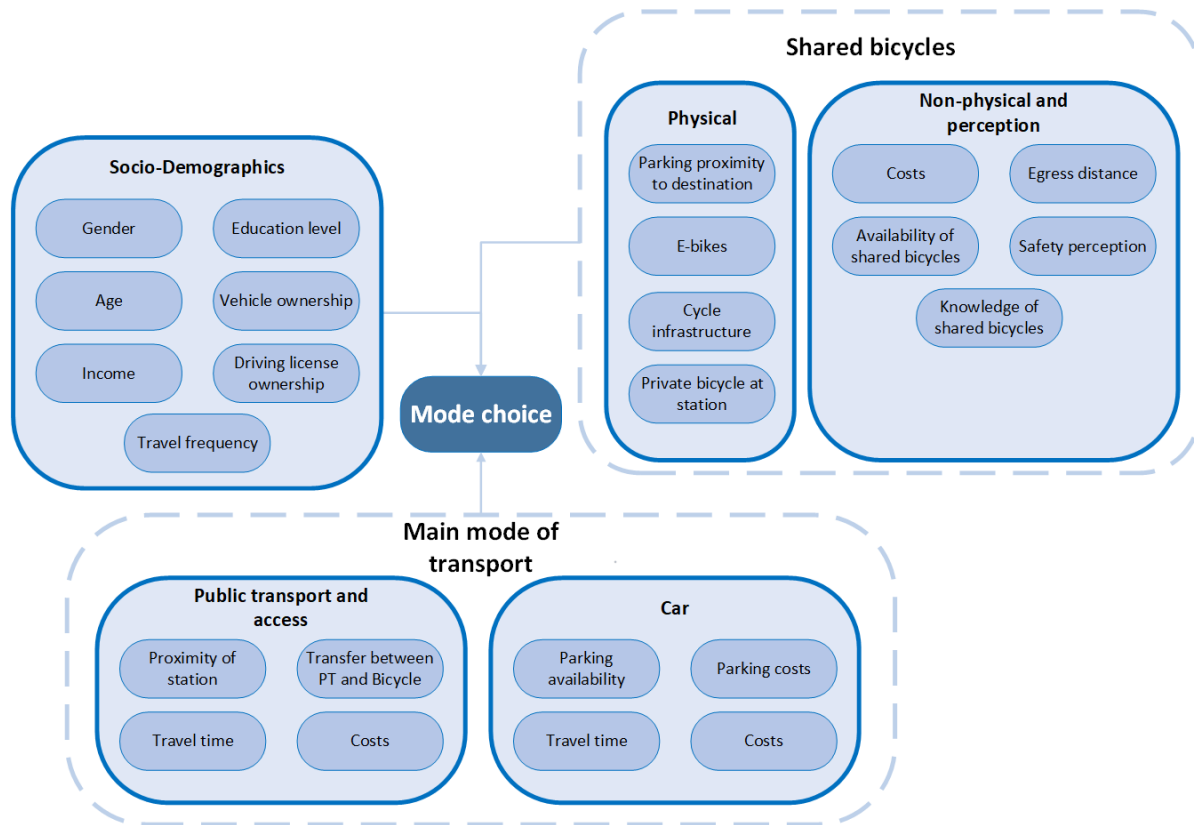 Shared bicycles
Physical
Parking proximity
to destination
E-bikes
Cycle
infrastructure
Private bicycle at
station
Non-physical and
perception
Costs
Egress distance
Availability of
shared bicycles
Safety perception
Knowledge of
shared bicycles
Socio-Demographics
Gender
Education level
Age
Vehicle ownership
Income
Driving license
ownership
Travel frequency
Mode choice
Main mode of
transport
Public transport and
access
Proximity of
station
Transfer between
PT and Bicycle
Travel time
Costs
Car
Parking
availability
Parking costs
Travel time
Costs